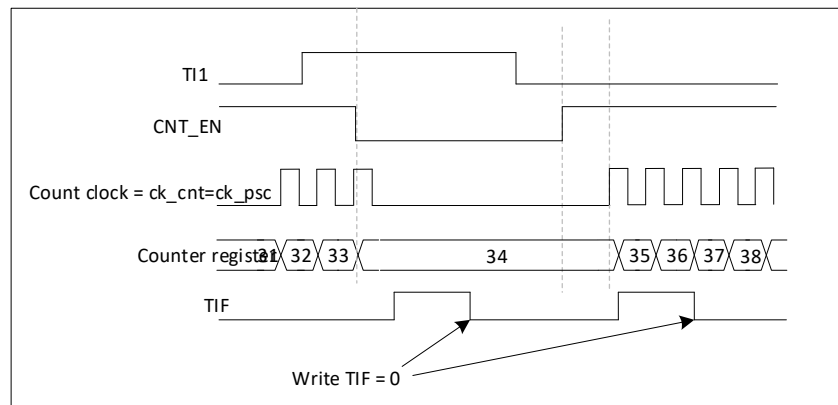 TI1
CNT_EN
Count clock = ck_cnt=ck_psc
Counter register 31 32 33 34 35 36 37 38
TIF
Write TIF = 0